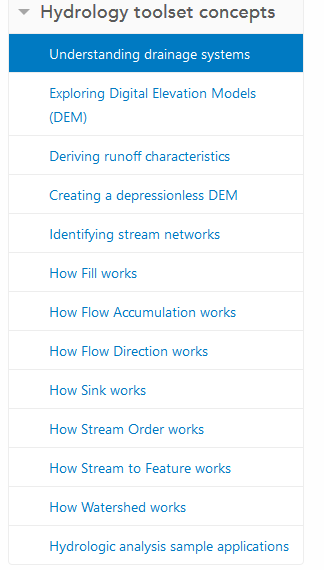 Hydrology toolset concepts
Understanding drainage systems
Exploring Digital Elevation Models
(DEM)
Deriving runoff characteristics
Creating a depressionless DEM
Identifying stream networks
How Fill works
How Flow Accumulation works
How Flow Direction works
How Sink works
How Stream Order works
How Stream to Feature works
How Watershed works
Hydrologic analysis sample applications